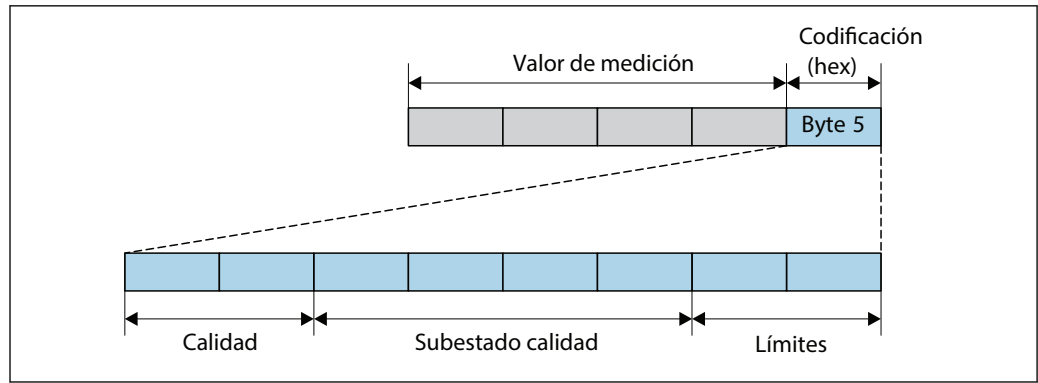 Codificación
(hex)
Valor de medición
Byte 5
Calidad
Subestado calidad
Límites